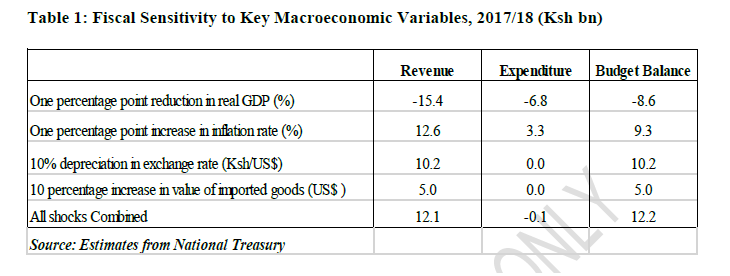 Table 1: Fiscal Sensitivity to Key Macroeconomic Variables, 2017/18 (Ksh bn)
Revenue Expenditure Budget Balance
One percentage point reduction in real GDP (%) -15.4 -6.8 -8.6
One percentage point increase in inflation rate (%) 12.6 3.3 9.3
10% depreciation in exchange rate (Ksh/US$) 10.2 0.0 10.2
10 percentage increase in value of imported goods (US$ ) 5.0 0.0 5.0
All shocks Combined 12.1 -0.1 12.2
Source: Estimates from National Treasury
ONLY